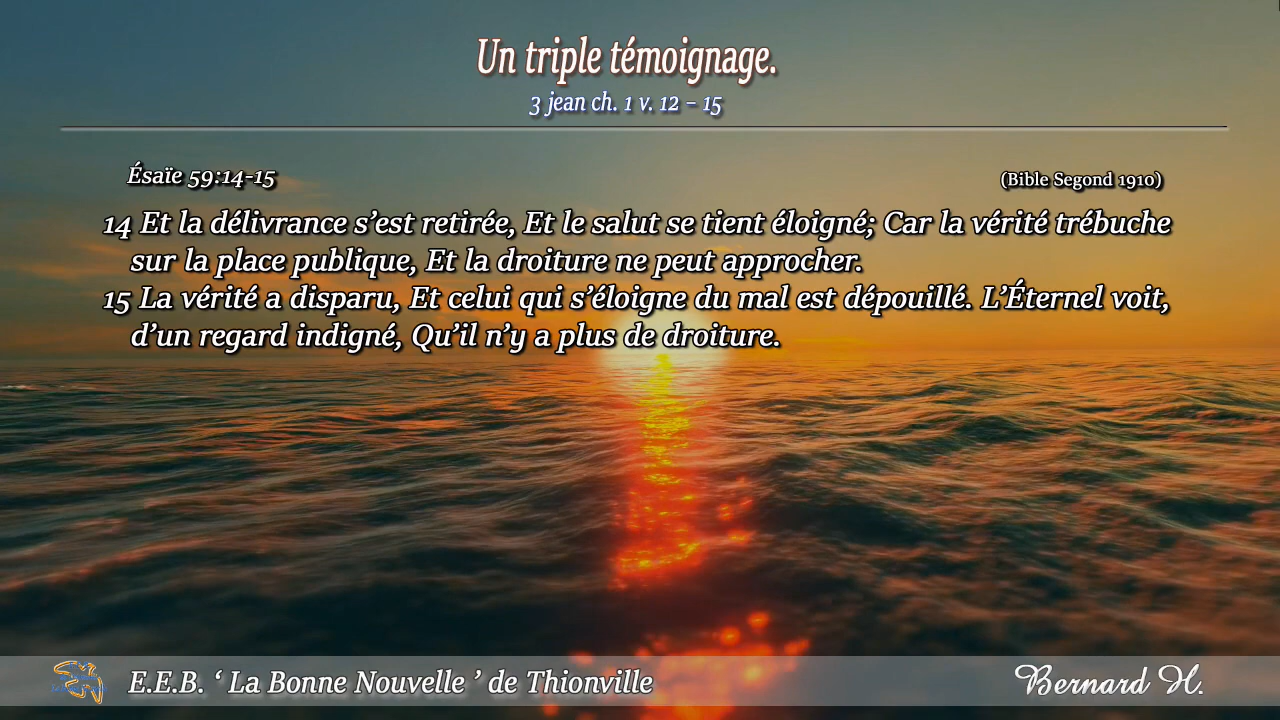 Un triple témoignage.
3 jean ch. 1 v. 12 – 15
Ésaïe 59:14-15
(Bible Segond 1910)
14 Et la délivrance s’est retirée, Et le salut se tient éloigné; Car la vérité trébuche
sur la place publique, Et la droiture ne peut approcher.
15 La vérité a disparu, Et celui qui s’éloigne du mal est dépouillé. L’Éternel voit,
d’un regard indigné, Qu’il n’y a plus de droiture.
E.E.B. ‘ La Bonne Nouvelle ’ de Thionville
Bernard H.